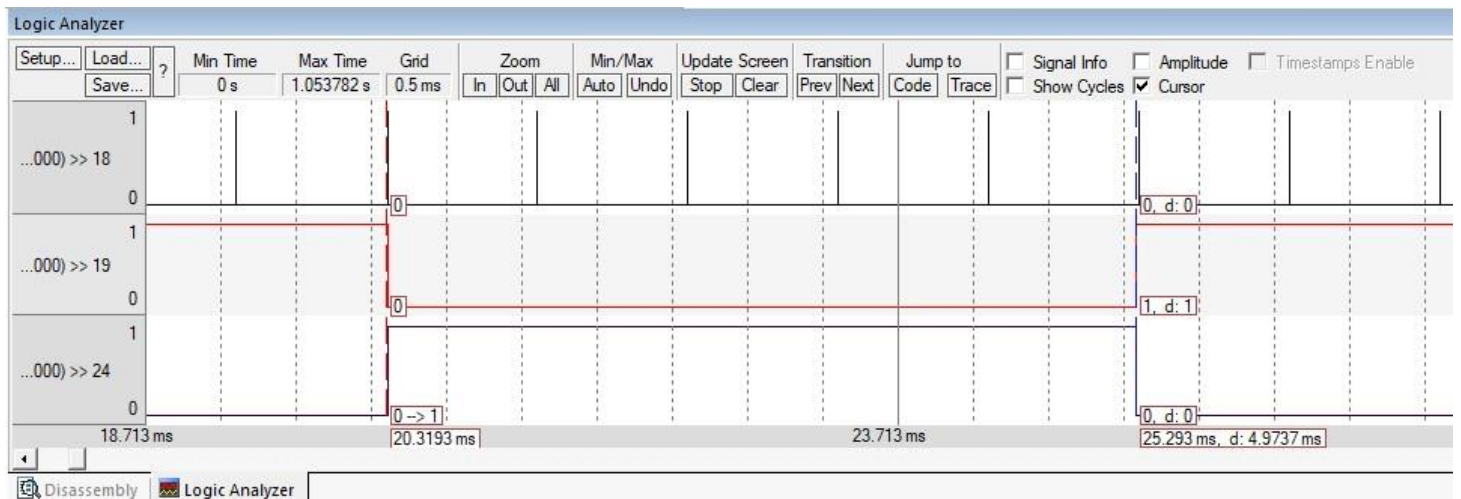 Logic Analyzer
Setup... Load... ? Min Time Max Time Grid Zoom Min/Max Update Screen Transition Jump to Signal Info Amplitude Timestamps Enable
Save... 0 s 1.053782 s 0.5 ms In Out All Auto Undo Stop Clear Prev Next Code Trace Show Cycles Cursor
1
...000) >> 18
0 0 0, d: 0
1
...000) >> 19
0 0 1, d: 1
1
...000) >> 24
0 0 --> 1 0, d: 0
18.713 ms 20.3193 ms 23.713 ms 25.293 ms, d: 4.9737 ms
Disassembly Logic Analyzer